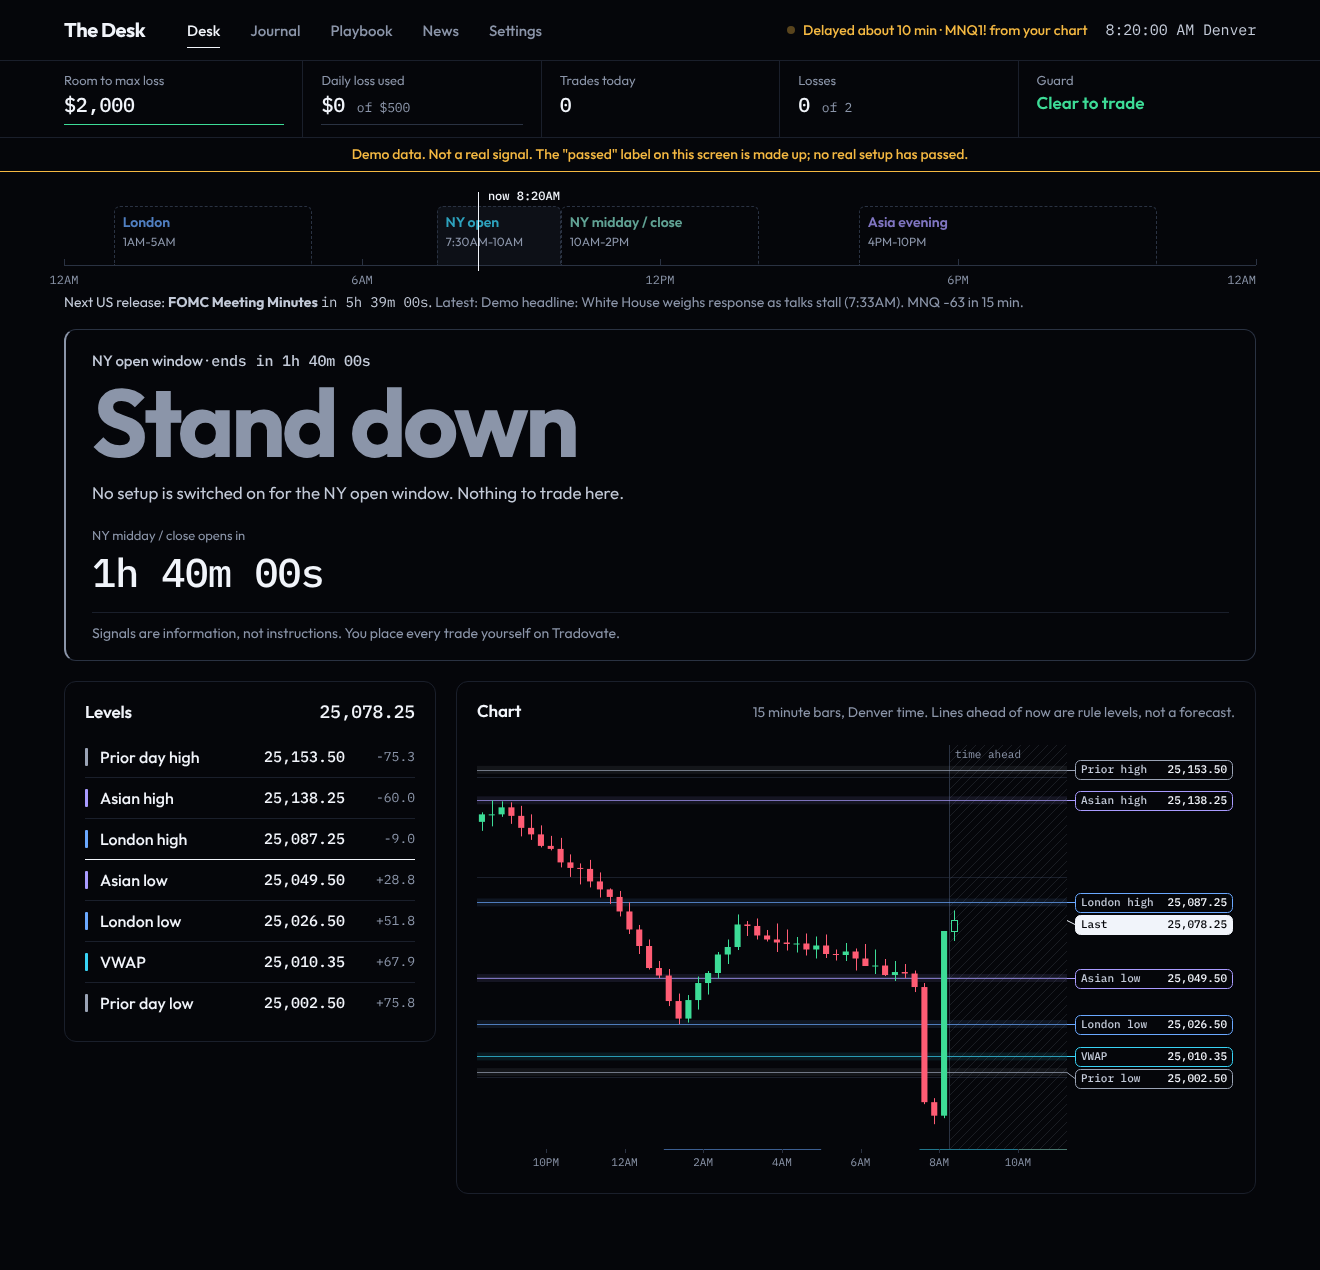 The Desk
Desk
Journal
Playbook
News
Settings
Delayed about 10 min · MNQ1! from your chart
8:20:00 AM Denver
Room to max loss
$2,000
Daily loss used
$0 of $500
Trades today
0
Losses
0 of 2
Guard
Clear to trade
Demo data. Not a real signal. The "passed" label on this screen is made up; no real setup has passed.
now 8:20AM
London
1AM-5AM
NY open
7:30AM-10AM
NY midday / close
10AM-2PM
Asia evening
4PM-10PM
12AM
6AM
12PM
6PM
12AM
Next US release: FOMC Meeting Minutes in 5h 39m 00s. Latest: Demo headline: White House weighs response as talks stall (7:33AM). MNQ -63 in 15 min.
NY open window · ends in 1h 40m 00s
Stand down
No setup is switched on for the NY open window. Nothing to trade here.
NY midday / close opens in
1h 40m 00s
Signals are information, not instructions. You place every trade yourself on Tradovate.
Levels 25,078.25
Prior day high 25,153.50 -75.3
Asian high 25,138.25 -60.0
London high 25,087.25 -9.0
Asian low 25,049.50 +28.8
London low 25,026.50 +51.8
VWAP 25,010.35 +67.9
Prior day low 25,002.50 +75.8
Chart
15 minute bars, Denver time. Lines ahead of now are rule levels, not a forecast.
time ahead
Prior high 25,153.50
Asian high 25,138.25
London high 25,087.25
Last 25,078.25
Asian low 25,049.50
London low 25,026.50
VWAP 25,010.35
Prior low 25,002.50
10PM
12AM
2AM
4AM
6AM
8AM
10AM